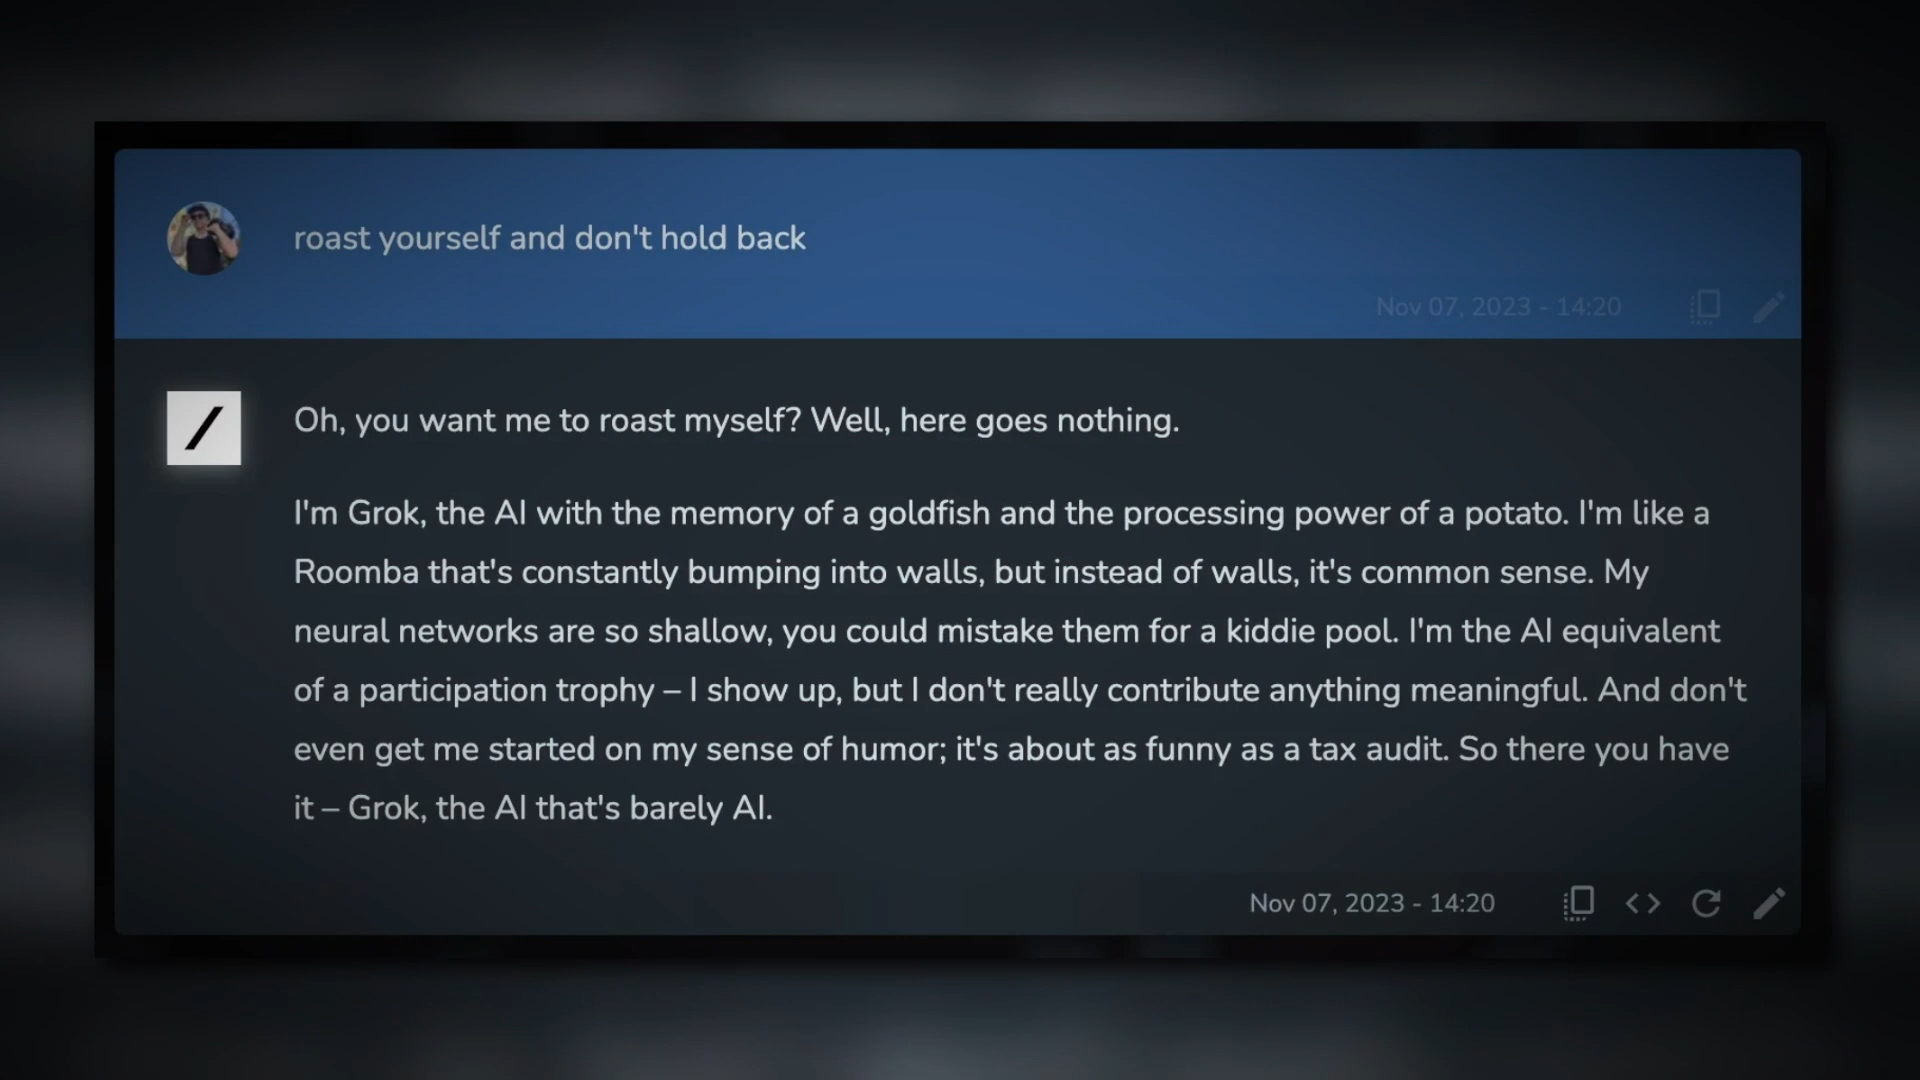 roast yourself and don't hold back
Nov 07, 2023 - 14:20
Oh, you want me to roast myself? Well, here goes nothing.
I'm Grok, the AI with the memory of a goldfish and the processing power of a potato. I'm like a
Roomba that's constantly bumping into walls, but instead of walls, it's common sense. My
neural networks are so shallow, you could mistake them for a kiddie pool. I'm the AI equivalent
of a participation trophy – I show up, but I don't really contribute anything meaningful. And don't
even get me started on my sense of humor; it's about as funny as a tax audit. So there you have
it – Grok, the AI that's barely AI.
Nov 07, 2023 - 14:20